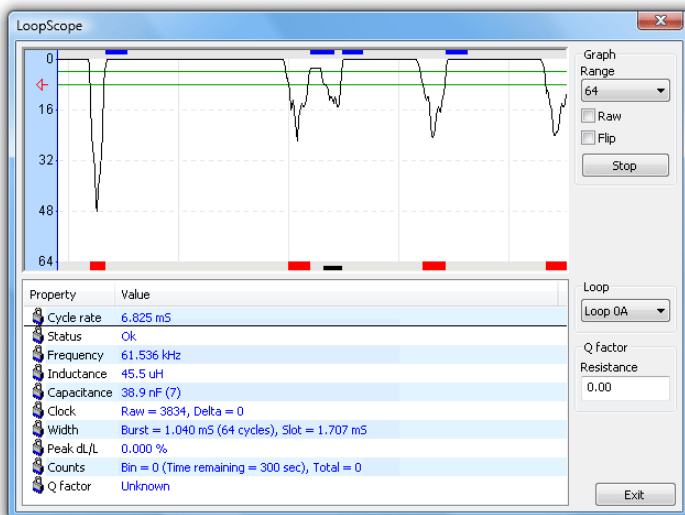 LoopScope
0
16
32
48
64
Graph
Range
64
Raw
Flip
Stop
Property Value
Cycle rate 6.825 mS
Status Ok
Frequency 61.536 kHz
Inductance 45.5 uH
Capacitance 38.9 nF (7)
Clock Raw = 3834, Delta = 0
Width Burst = 1.040 mS (64 cycles), Slot = 1.707 mS
Peak dL/L 0.000 %
Counts Bin = 0 (Time remaining = 300 sec), Total = 0
Q factor Unknown
Loop
Loop 0A
Q factor
Resistance
0.00
Exit